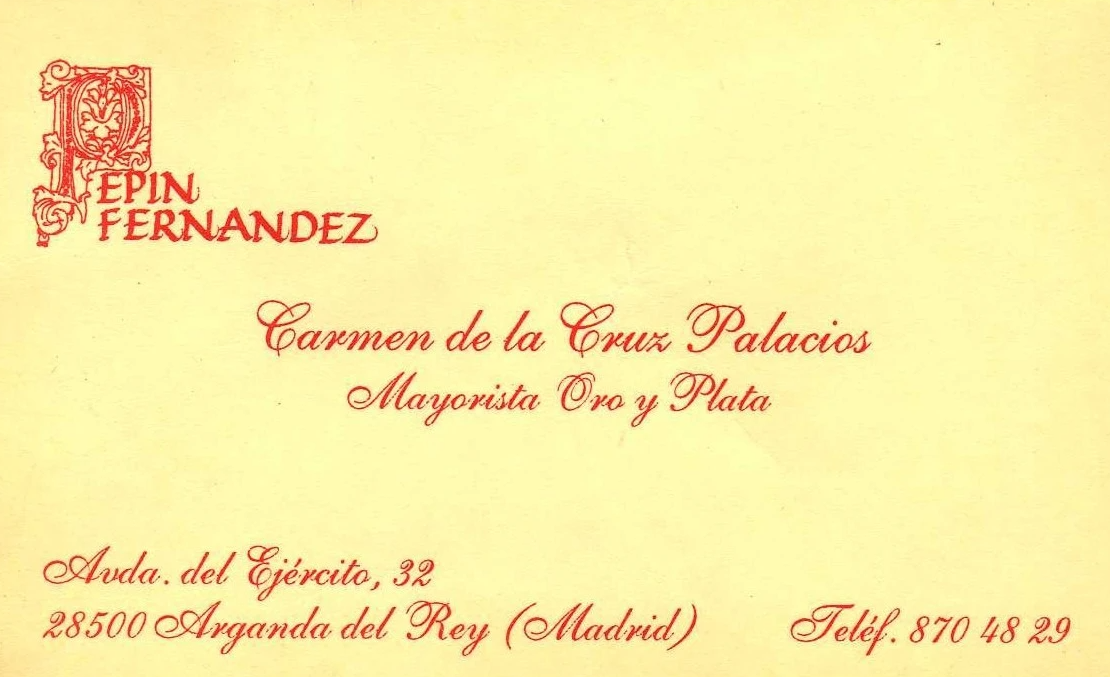 PEPIN
FERNANDEZ
Carmen de la Cruz Palacios
Mayorista Oro y Plata
Avda. del Ejército, 32
28500 Arganda del Rey (Madrid) Teléf. 870 48 29